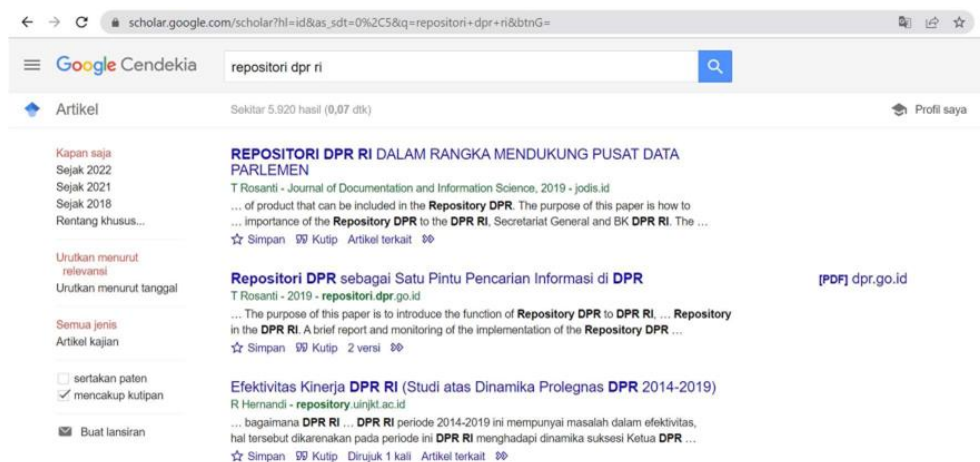 scholar.google.com/scholar?hl=id&as_sdt=0%2C5&q=repositori+dpr+ri&btnG=
Google Cendekia
repositori dpr ri
Artikel
Sekitar 5.920 hasil (0,07 dtk)
Profil saya
Kapan saja
Sejak 2022
Sejak 2021
Sejak 2018
Rentang khusus...
Urutkan menurut
relevansi
Urutkan menurut tanggal
Semua jenis
Artikel kajian
sertakan paten
mencakup kutipan
Buat lansiran
REPOSITORI DPR RI DALAM RANGKA MENDUKUNG PUSAT DATA
PARLEMEN
T Rosanti - Journal of Documentation and Information Science, 2019 - jodis.id
... of product that can be included in the Repository DPR. The purpose of this paper is how to
... importance of the Repository DPR to the DPR RI, Secretariat General and BK DPR RI. The ...
Simpan Kutip Artikel terkait
Repositori DPR sebagai Satu Pintu Pencarian Informasi di DPR
[PDF] dpr.go.id
T Rosanti - 2019 - repositori.dpr.go.id
... The purpose of this paper is to introduce the function of Repository DPR to DPR RI, ... Repository
in the DPR RI. A brief report and monitoring of the implementation of the Repository DPR ...
Simpan Kutip 2 versi
Efektivitas Kinerja DPR RI (Studi atas Dinamika Prolegnas DPR 2014-2019)
R Hernandi - repository.uinjkt.ac.id
... bagaimana DPR RI ... DPR RI periode 2014-2019 ini mempunyai masalah dalam efektivitas,
hal tersebut dikarenakan pada periode ini DPR RI menghadapi dinamika suksesi Ketua DPR ...
Simpan Kutip Dirujuk 1 kali Artikel terkait